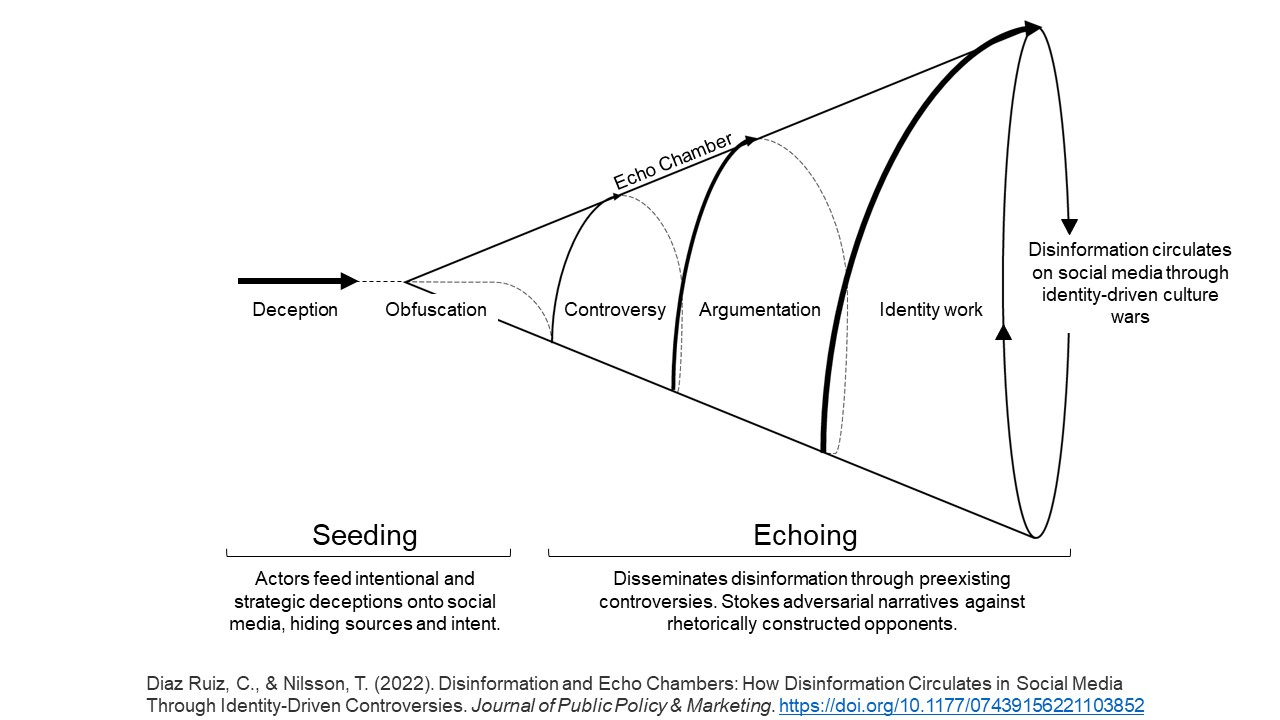 Echo Chamber
Deception
Obfuscation
Controversy
Argumentation
Identity work
Disinformation circulates
on social media through
identity-driven culture
wars
Seeding
Actors feed intentional and
strategic deceptions onto social
media, hiding sources and intent.
Echoing
Disseminates disinformation through preexisting
controversies. Stokes adversarial narratives against
rhetorically constructed opponents.
Diaz Ruiz, C., & Nilsson, T. (2022). Disinformation and Echo Chambers: How Disinformation Circulates in Social Media
Through Identity-Driven Controversies. Journal of Public Policy & Marketing. https://doi.org/10.1177/07439156221103852